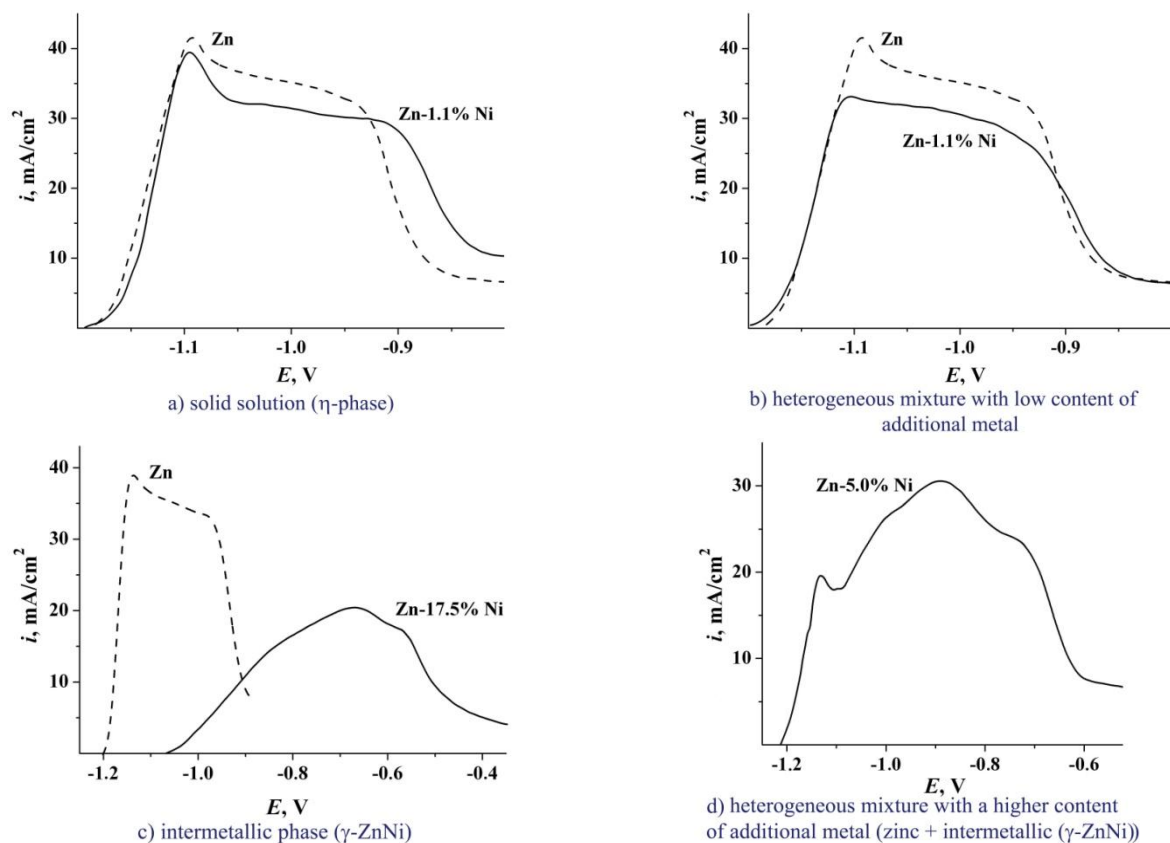 40
30
20
10
i, mA/cm²
Zn
Zn-1.1% Ni
-1.1
-1.0
-0.9
E, V
a) solid solution (η-phase)
40
30
20
10
i, mA/cm²
Zn
Zn-1.1% Ni
-1.1
-1.0
-0.9
E, V
b) heterogeneous mixture with low content of
additional metal
40
30
20
10
i, mA/cm²
Zn
Zn-17.5% Ni
-1.2
-1.0
-0.8
-0.6
-0.4
E, V
c) intermetallic phase (γ-ZnNi)
30
20
10
i, mA/cm²
Zn-5.0% Ni
-1.2
-1.0
-0.8
-0.6
E, V
d) heterogeneous mixture with a higher content
of additional metal (zinc + intermetallic (γ-ZnNi))